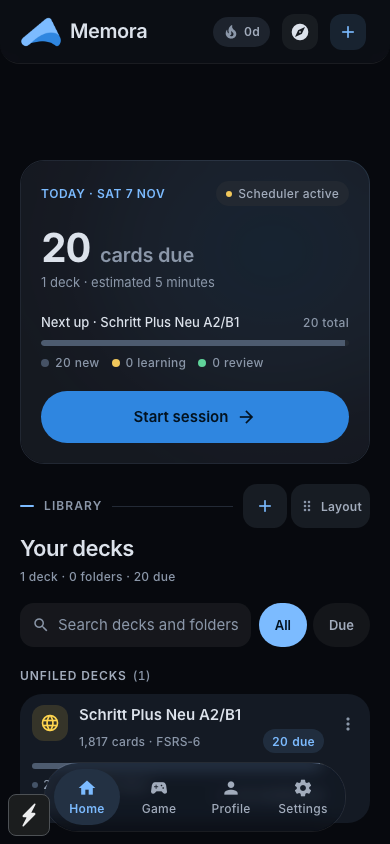 Memora
0d
TODAY · SAT 7 NOV
Scheduler active
20 cards due
1 deck · estimated 5 minutes
Next up · Schritt Plus Neu A2/B1
20 total
20 new
0 learning
0 review
Start session →
LIBRARY
Layout
Your decks
1 deck · 0 folders · 20 due
Search decks and folders
All
Due
UNFILED DECKS (1)
Schritt Plus Neu A2/B1
1,817 cards · FSRS-6
20 due
Home
Game
Profile
Settings